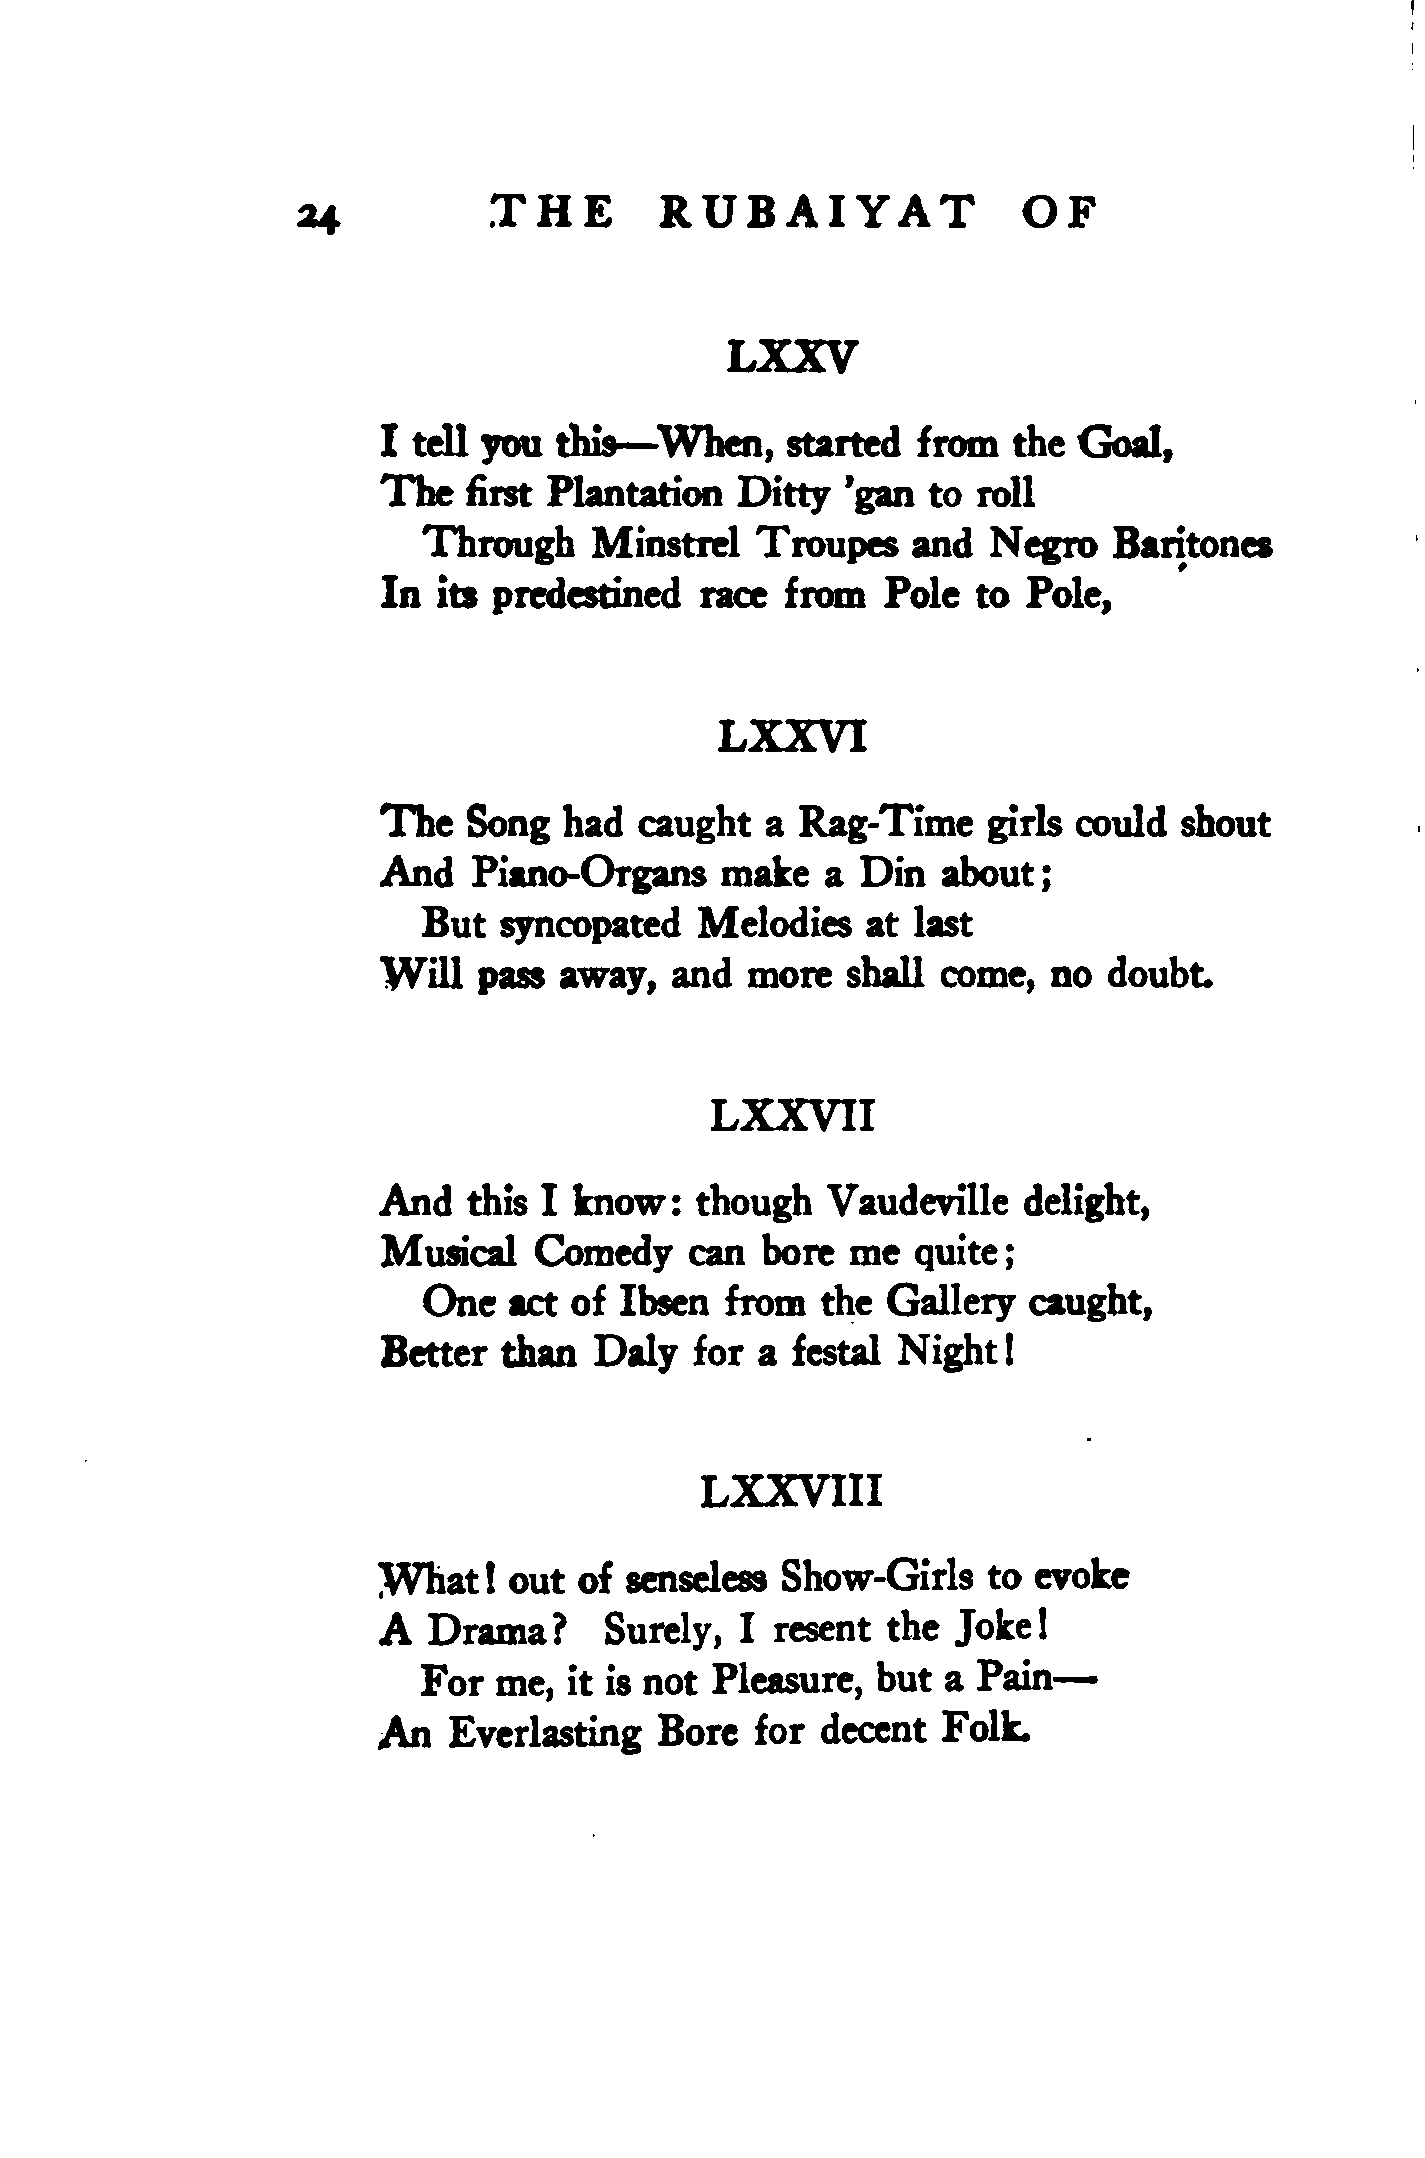 24 THE RUBAIYAT OF
LXXV
I tell you this—When, started from the Goal,
The first Plantation Ditty 'gan to roll
Through Minstrel Troupes and Negro Baritones
In its predestined race from Pole to Pole,
LXXVI
The Song had caught a Rag-Time girls could shout
And Piano-Organs make a Din about;
But syncopated Melodies at last
Will pass away, and more shall come, no doubt.
LXXVII
And this I know: though Vaudeville delight,
Musical Comedy can bore me quite;
One act of Ibsen from the Gallery caught,
Better than Daly for a festal Night!
LXXVIII
What! out of senseless Show-Girls to evoke
A Drama? Surely, I resent the Joke!
For me, it is not Pleasure, but a Pain—
An Everlasting Bore for decent Folk.